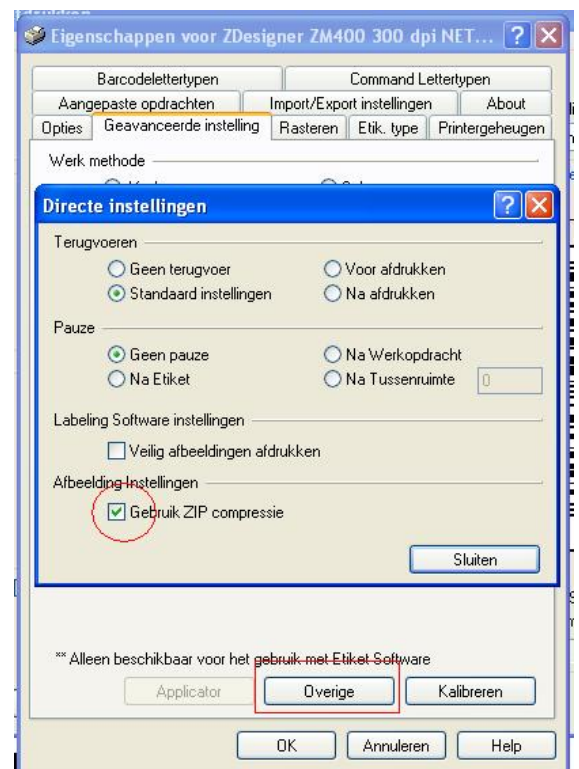 Eigenschappen voor ZDesigner ZM400 300 dpi NET...
Barcodelettertypen Command Lettertypen
Aangepaste opdrachten Import/Export instellingen About
Opties Geavanceerde instelling Rasteren Etik. type Printergeheugen
Werk methode
Directe instellingen
Terugvoeren
Geen terugvoer Voor afdrukken
Standaard instellingen Na afdrukken
Pauze
Geen pauze Na Werkopdracht
Na Etiket Na Tussenruimte 0
Labeling Software instellingen
Veilig afbeeldingen afdrukken
Afbeelding Instellingen
Gebruik ZIP compressie
Sluiten
** Alleen beschikbaar voor het gebruik met Etiket Software
Applicator Overige Kalibreren
OK Annuleren Help